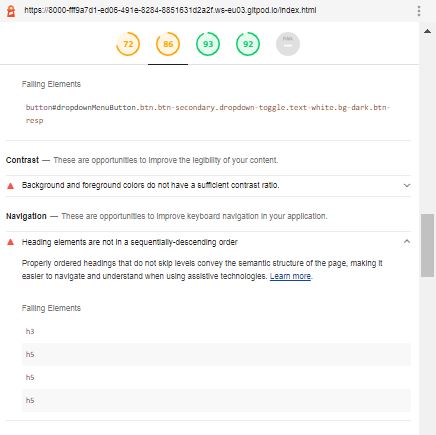 https://8000-fff9a7d1-ed06-491e-8284-8851631d2a2f.ws-eu03.gitpod.io/index.html
72 86 93 92
Failing Elements
button#dropdownMenuButton.btn.btn-secondary.dropdown-toggle.text-white.bg-dark.btn-
resp
Contrast — These are opportunities to improve the legibility of your content.
Background and foreground colors do not have a sufficient contrast ratio.
Navigation — These are opportunities to improve keyboard navigation in your application.
Heading elements are not in a sequentially-descending order
Properly ordered headings that do not skip levels convey the semantic structure of the page, making it
easier to navigate and understand when using assistive technologies. Learn more.
Failing Elements
h3
h5
h5
h5